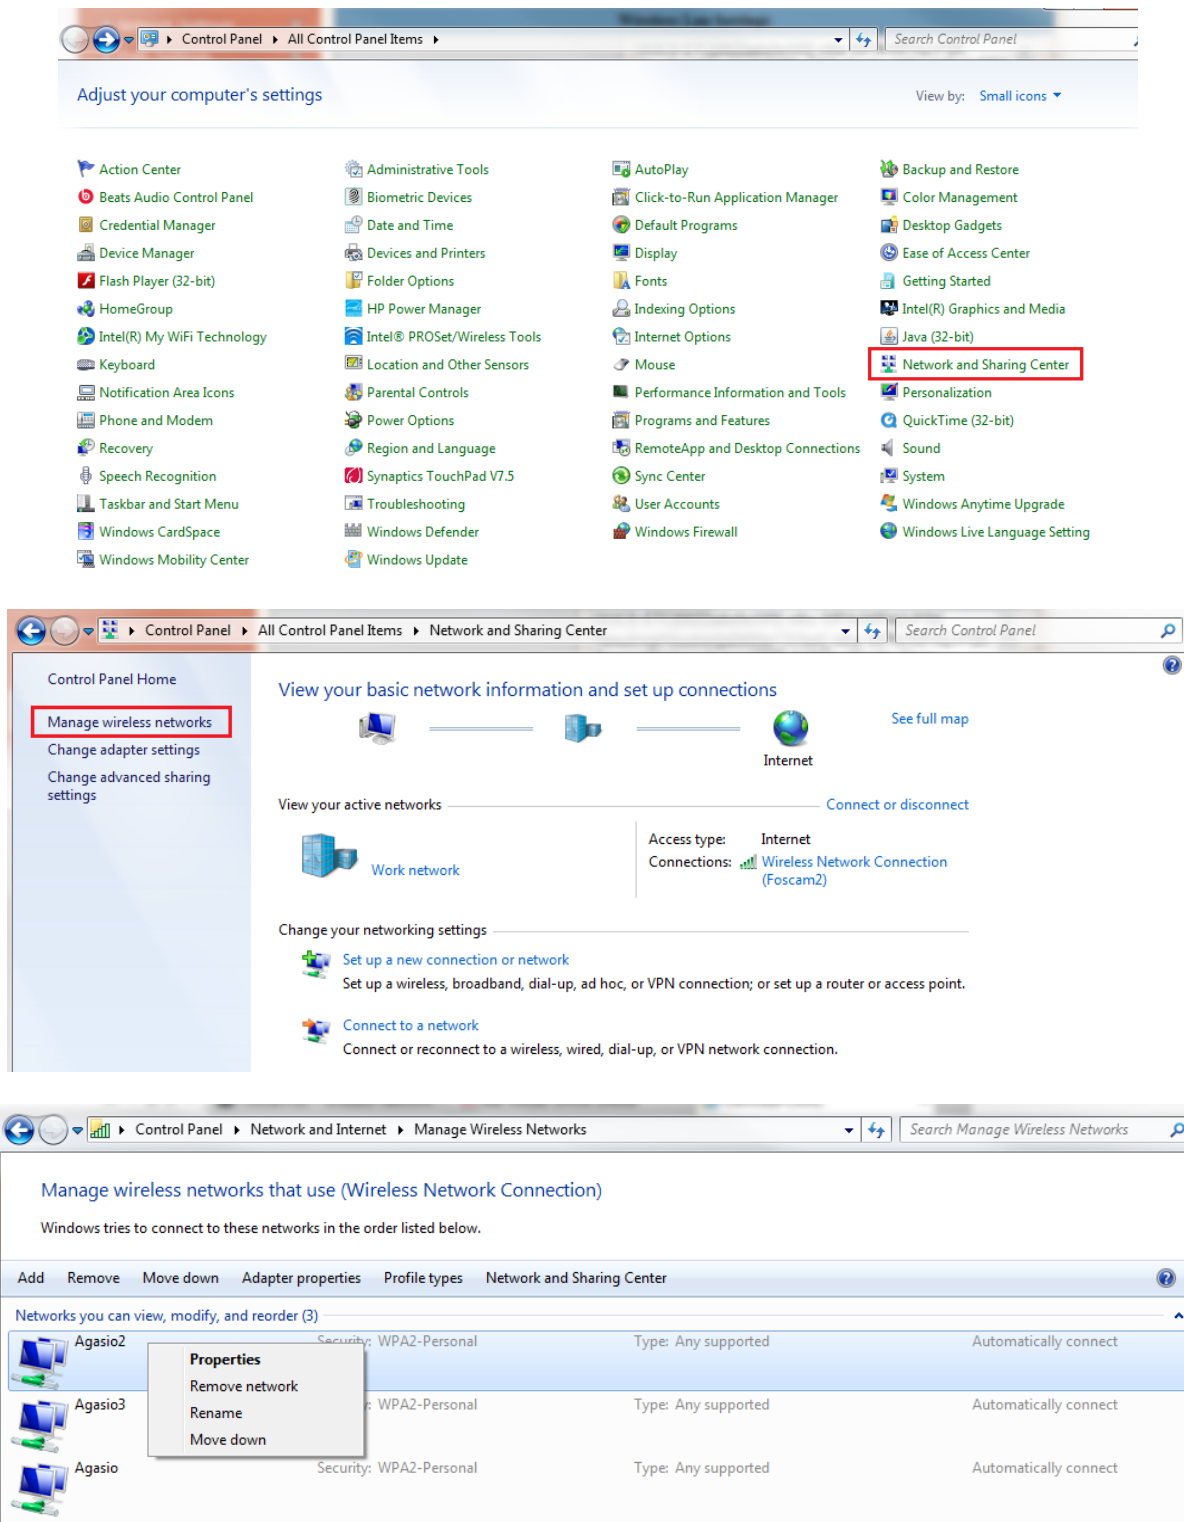 Wireless Lan Settings
Control Panel All Control Panel Items Search Control Panel
Adjust your computer's settings View by: Small icons
Action Center Administrative Tools AutoPlay Backup and Restore
Beats Audio Control Panel Biometric Devices Click-to-Run Application Manager Color Management
Credential Manager Date and Time Default Programs Desktop Gadgets
Device Manager Devices and Printers Display Ease of Access Center
Flash Player (32-bit) Folder Options Fonts Getting Started
HomeGroup HP Power Manager Indexing Options Intel(R) Graphics and Media
Intel(R) My WiFi Technology Intel® PROSet/Wireless Tools Internet Options Java (32-bit)
Keyboard Location and Other Sensors Mouse Network and Sharing Center
Notification Area Icons Parental Controls Performance Information and Tools Personalization
Phone and Modem Power Options Programs and Features QuickTime (32-bit)
Recovery Region and Language RemoteApp and Desktop Connections Sound
Speech Recognition Synaptics TouchPad V7.5 Sync Center System
Taskbar and Start Menu Troubleshooting User Accounts Windows Anytime Upgrade
Windows CardSpace Windows Defender Windows Firewall Windows Live Language Setting
Windows Mobility Center Windows Update
Control Panel All Control Panel Items Network and Sharing Center Search Control Panel
Control Panel Home
Manage wireless networks
Change adapter settings
Change advanced sharing
settings
View your basic network information and set up connections
See full map
Internet
View your active networks Connect or disconnect
Work network
Access type: Internet
Connections: Wireless Network Connection
(Foscam2)
Change your networking settings
Set up a new connection or network
Set up a wireless, broadband, dial-up, ad hoc, or VPN connection; or set up a router or access point.
Connect to a network
Connect or reconnect to a wireless, wired, dial-up, or VPN network connection.
Control Panel Network and Internet Manage Wireless Networks Search Manage Wireless Networks
Manage wireless networks that use (Wireless Network Connection)
Windows tries to connect to these networks in the order listed below.
Add Remove Move down Adapter properties Profile types Network and Sharing Center
Networks you can view, modify, and reorder (3)
Agasio2 Security: WPA2-Personal Type: Any supported Automatically connect
Properties
Remove network
Rename
Move down
Agasio3 WPA2-Personal Type: Any supported Automatically connect
Agasio Security: WPA2-Personal Type: Any supported Automatically connect